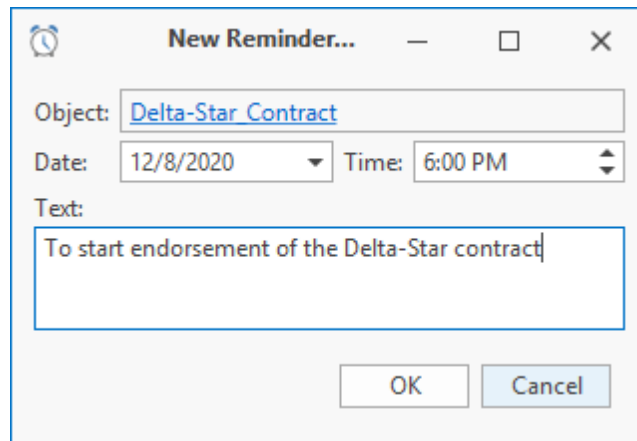 New Reminder...
Object: Delta-Star_Contract
Date: 12/8/2020 Time: 6:00 PM
Text:
To start endorsement of the Delta-Star contract
OK Cancel